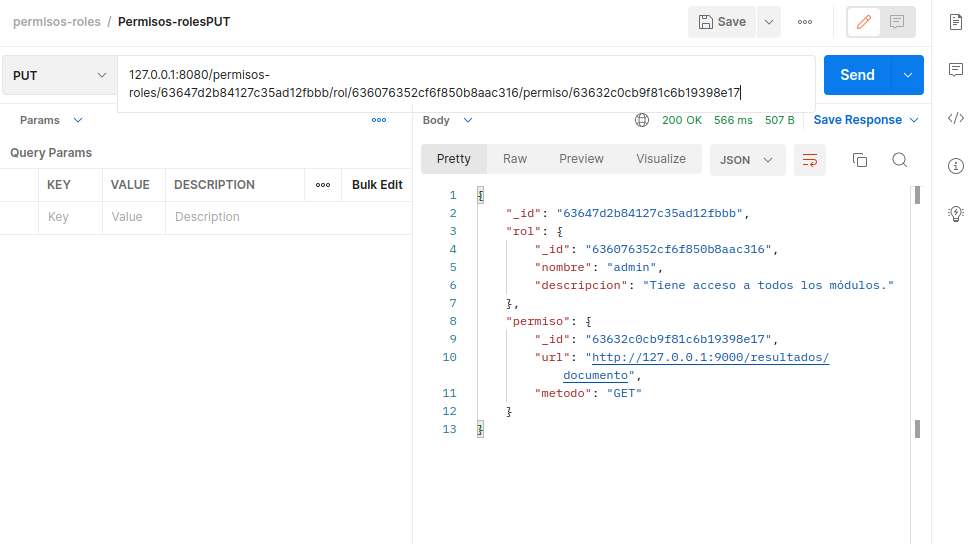 permisos-roles / Permisos-rolesPUT
Save
PUT
127.0.0.1:8080/permisos-
roles/63647d2b84127c35ad12fbbb/rol/636076352cf6f850b8aac316/permiso/63632c0cb9f81c6b19398e17
Send
Params
Body
200 OK 566 ms 507 B Save Response
Query Params
KEY VALUE DESCRIPTION Bulk Edit
Key Value Description
Pretty Raw Preview Visualize JSON
1 {
2 "_id": "63647d2b84127c35ad12fbbb",
3 "rol": {
4 "_id": "636076352cf6f850b8aac316",
5 "nombre": "admin",
6 "descripcion": "Tiene acceso a todos los módulos."
7 },
8 "permiso": {
9 "_id": "63632c0cb9f81c6b19398e17",
10 "url": "http://127.0.0.1:9000/resultados/
documento",
11 "metodo": "GET"
12 }
13 }